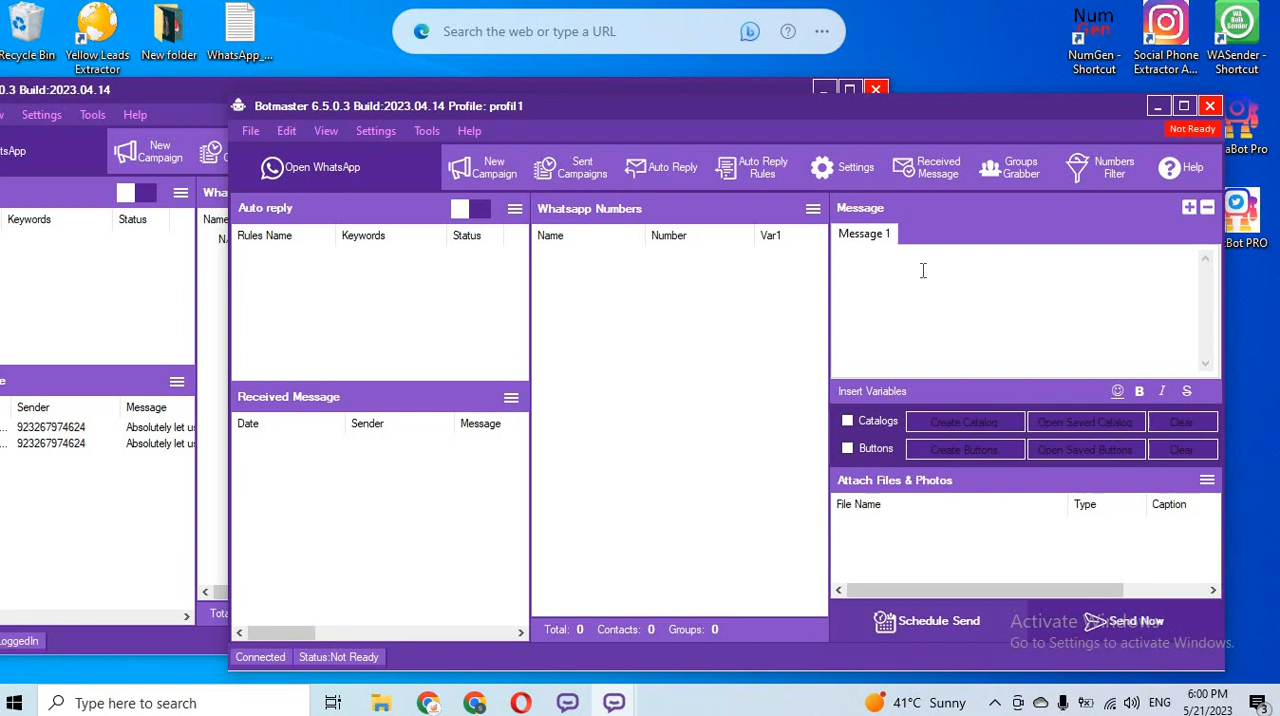 Search the web or type a URL
Recycle Bin
Yellow Leads
Extractor
New folder
WhatsApp_...
Num
Gen
NumGen -
Shortcut
Social Phone
Extractor A...
WASender -
Shortcut
0.3 Build:2023.04.14
Settings Tools Help
New
Campaign
Keywords Status
Name
Sender Message
923267974624 Absolutely let us
923267974624 Absolutely let us
LoggedIn
Botmaster 6.5.0.3 Build:2023.04.14 Profile: profil1
File Edit View Settings Tools Help
Not Ready
Open WhatsApp
New
Campaign
Sent
Campaigns
Auto Reply
Auto Reply
Rules
Settings
Received
Message
Groups
Grabber
Numbers
Filter
Help
Auto reply
Rules Name Keywords Status
Whatsapp Numbers
Name Number Var1
Message
Message 1
Insert Variables
B I S
Catalogs Create Catalog Open Saved Catalog Clear
Buttons Create Buttons Open Saved Buttons Clear
Received Message
Date Sender Message
Attach Files & Photos
File Name Type Caption
Total: 0 Contacts: 0 Groups: 0
Schedule Send
Send Now
Activate Windows
Go to Settings to activate Windows.
Connected Status:Not Ready
Bot PRO
Type here to search
41°C Sunny
ENG
6:00 PM
5/21/2023
3